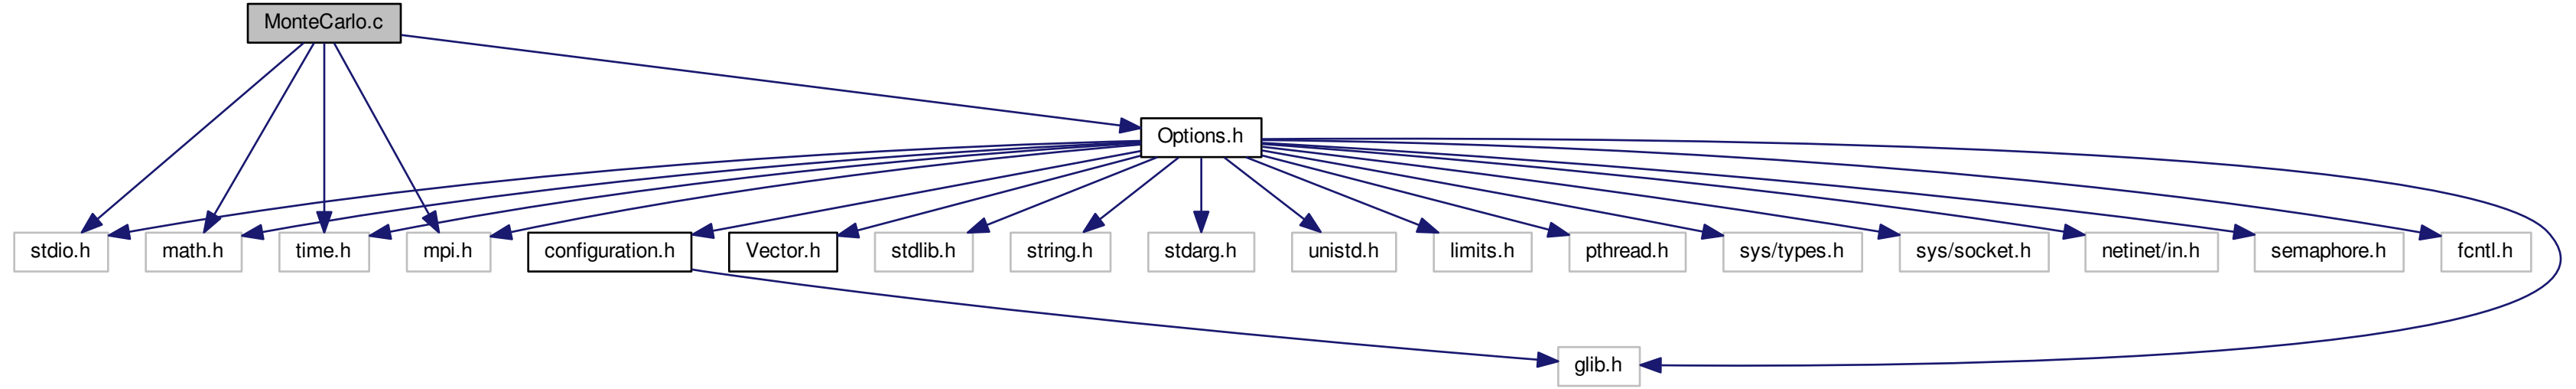 MonteCarlo.c
Options.h
stdio.h
math.h
time.h
mpi.h
configuration.h
Vector.h
stdlib.h
string.h
stdarg.h
unistd.h
limits.h
pthread.h
sys/types.h
sys/socket.h
netinet/in.h
semaphore.h
fcntl.h
glib.h